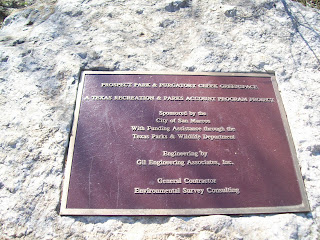 PROSPECT PARK & PURGATORY CREEK GREENSPACE
A TEXAS RECREATION & PARKS ACCOUNT PROGRAM PROJECT
Sponsored by the
City of San Marcos
With Funding Assistance through the
Texas Parks & Wildlife Department
Engineering by
GII Engineering Associates, Inc.
General Contractor
Environmental Survey Consulting